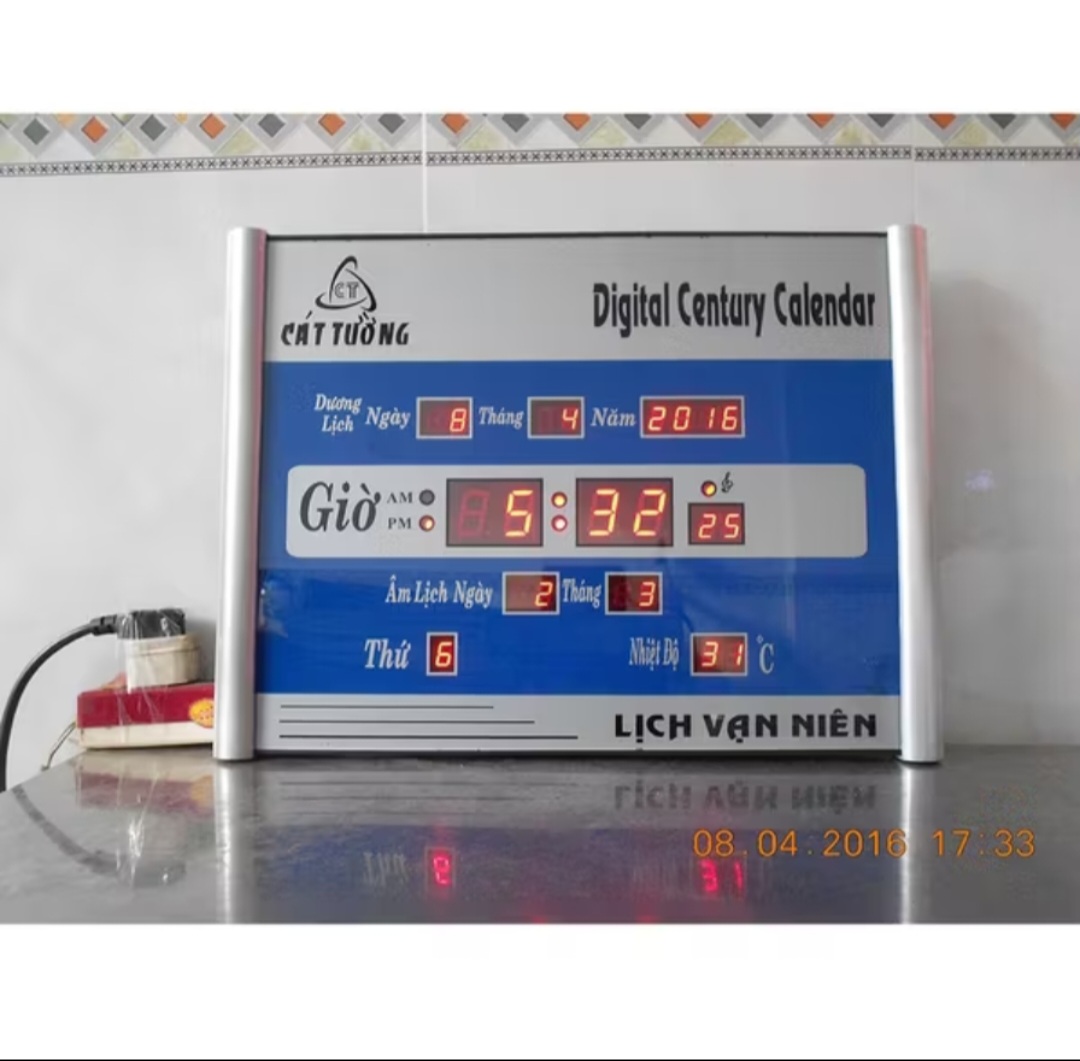 CT
CÁT TƯỜNG
Digital Century Calendar
Dương Lịch Ngày 8 Tháng 4 Năm 2016
Giờ AM PM 5:32 25
Âm Lịch Ngày 2 Tháng 3
Thứ 6 Nhiệt Độ 31 °C
LỊCH VẠN NIÊN
08.04.2016 17:33